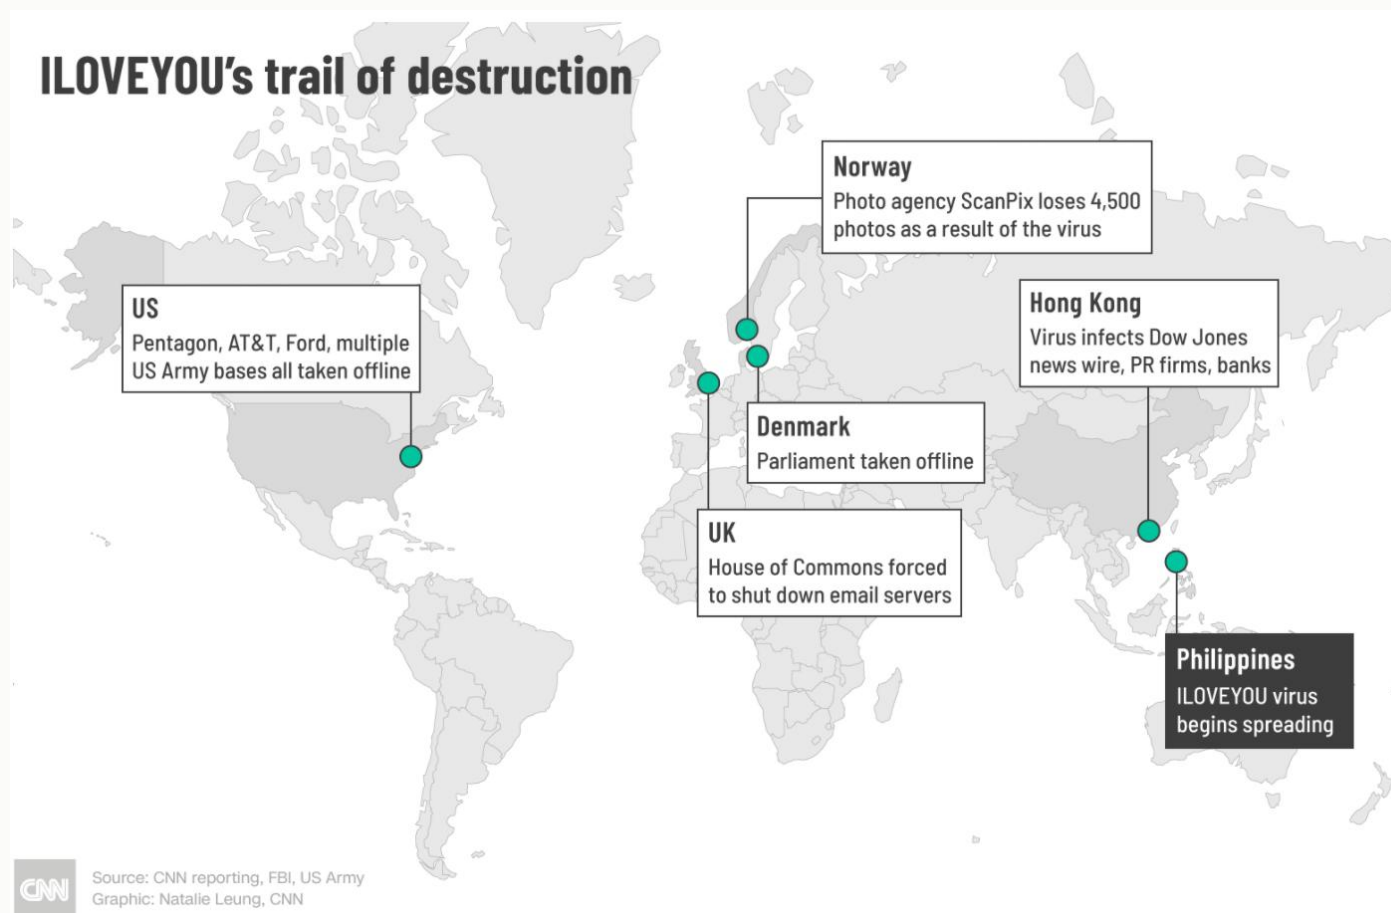 ILOVEYOU's trail of destruction
Norway
Photo agency ScanPix loses 4,500
photos as a result of the virus
US
Pentagon, AT&T, Ford, multiple
US Army bases all taken offline
Hong Kong
Virus infects Dow Jones
news wire, PR firms, banks
Denmark
Parliament taken offline
UK
House of Commons forced
to shut down email servers
Philippines
ILOVEYOU virus
begins spreading
CNN
Source: CNN reporting, FBI, US Army
Graphic: Natalie Leung, CNN